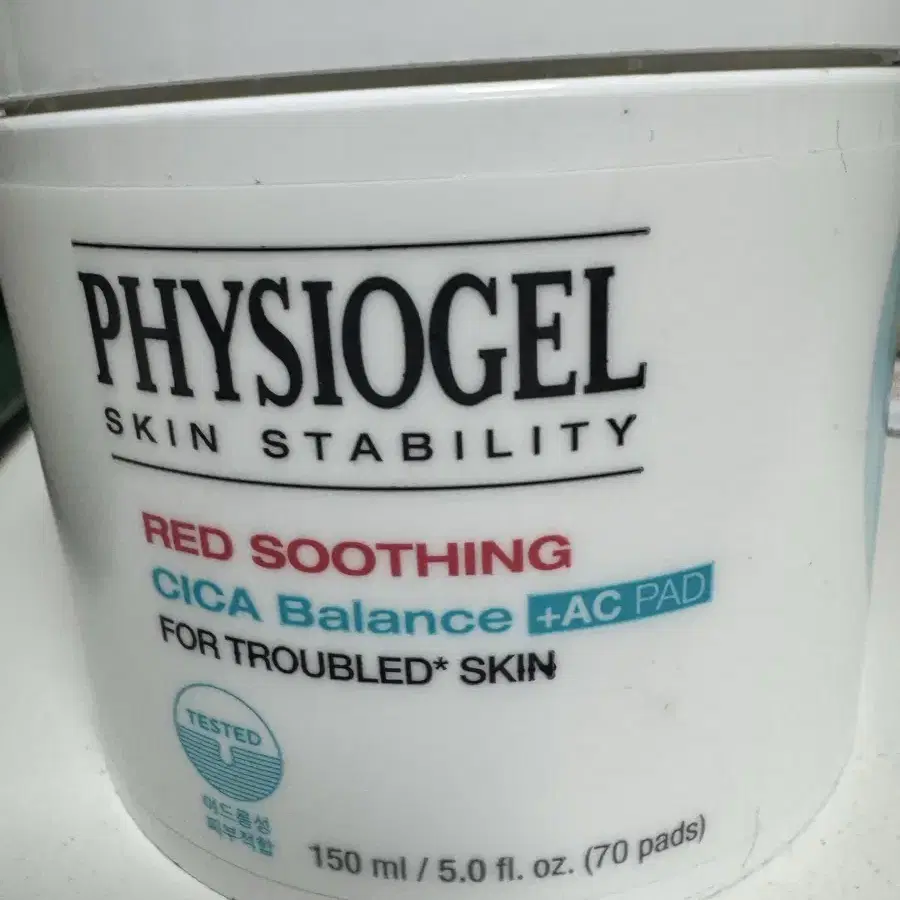 PHYSIOGEL
SKIN STABILITY
RED SOOTHING
CICA Balance +AC PAD
FOR TROUBLED* SKIN
TESTED
여드름성
피부적합
150 ml / 5.0 fl. oz. (70 pads)